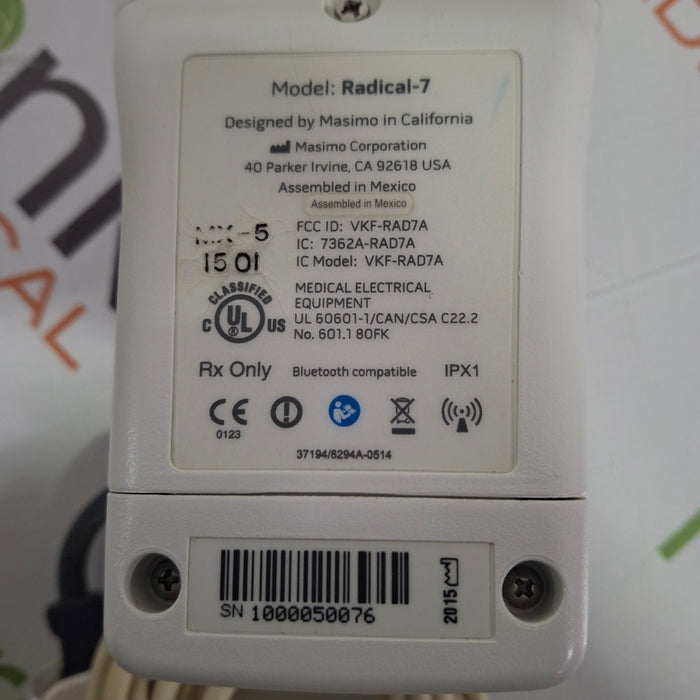 Model: Radical-7
Designed by Masimo in California
Masimo Corporation
40 Parker Irvine, CA 92618 USA
Assembled in Mexico
Assembled in Mexico
MX-5
1501
FCC ID: VKF-RAD7A
IC: 7362A-RAD7A
IC Model: VKF-RAD7A
CLASSIFIED
C UL US
MEDICAL ELECTRICAL
EQUIPMENT
UL 60601-1/CAN/CSA C22.2
No. 601.1 80FK
Rx Only
Bluetooth compatible
IPX1
CE
0123
37194/8294A-0514
SN 1000050076
2015